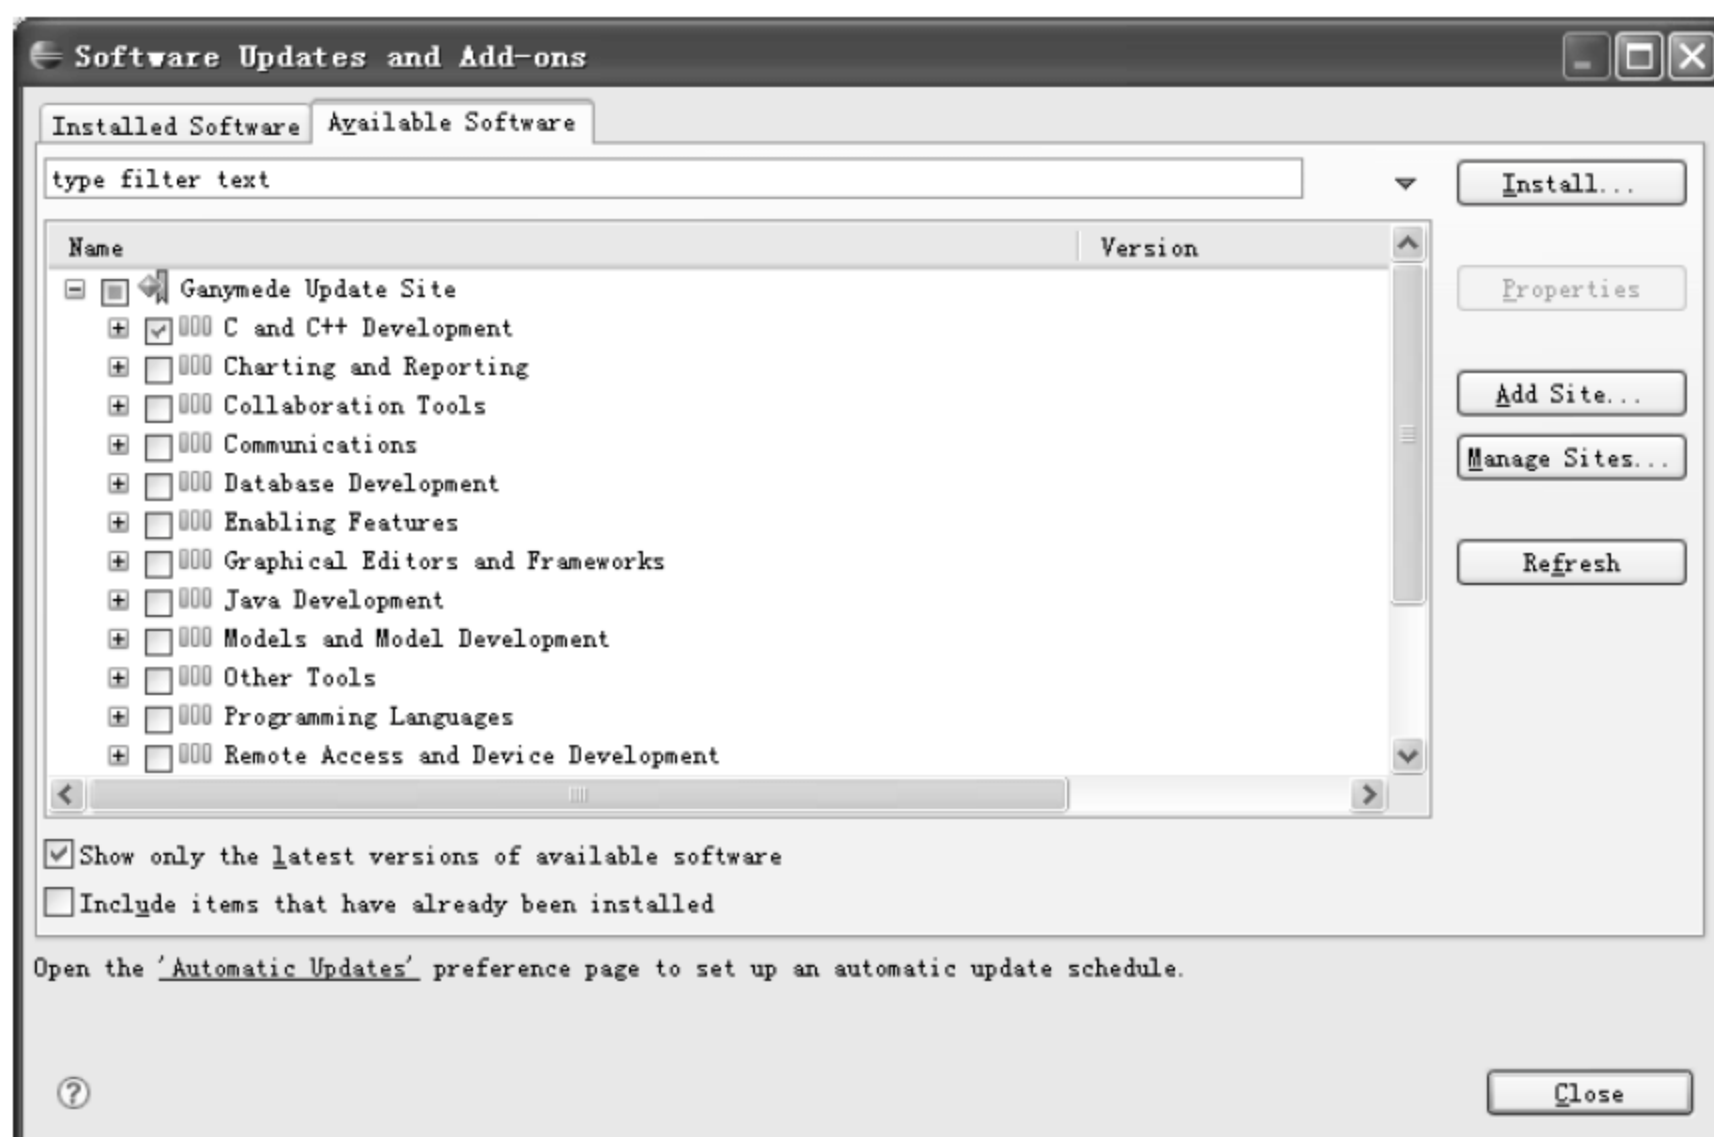 Software Updates and Add-ons
Installed Software
Available Software
type filter text
Install...
Name
Version
Ganymede Update Site
Properties
C and C++ Development
Charting and Reporting
Collaboration Tools
Add Site...
Communications
Manage Sites...
Database Development
Enabling Features
Graphical Editors and Frameworks
Refresh
Java Development
Models and Model Development
Other Tools
Programming Languages
Remote Access and Device Development
Show only the latest versions of available software
Include items that have already been installed
Open the 'Automatic Updates' preference page to set up an automatic update schedule.
?
Close